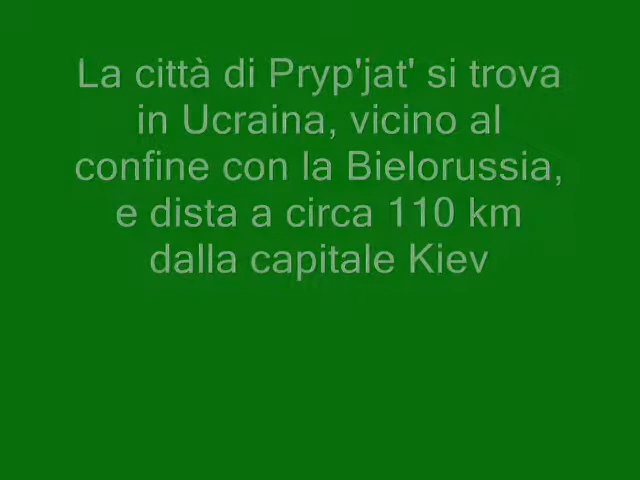 La città di Pryp'jat' si trova
in Ucraina, vicino al
confine con la Bielorussia,
e dista a circa 110 km
dalla capitale Kiev